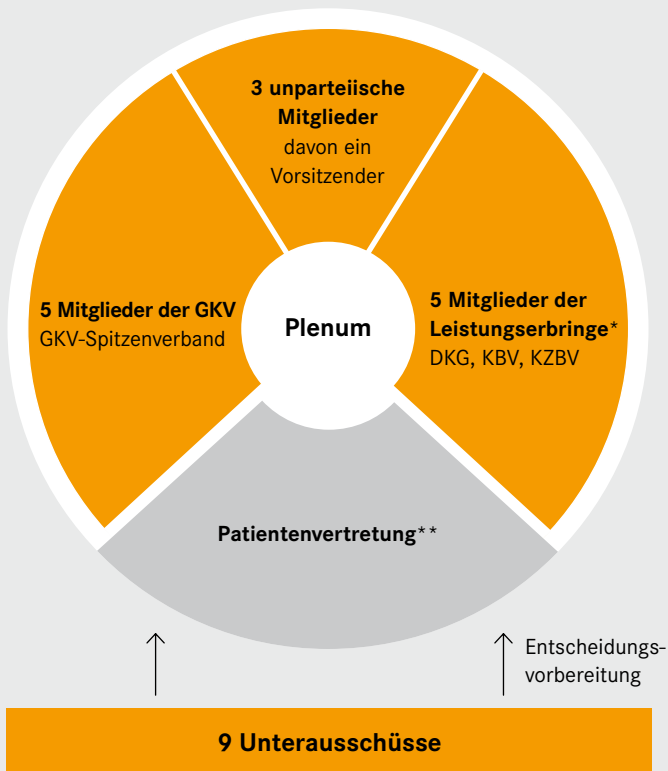 3 unparteiische
Mitglieder
davon ein
Vorsitzender
5 Mitglieder der GKV
GKV-Spitzenverband
Plenum
5 Mitglieder der
Leistungserbringe*
DKG, KBV, KZBV
Patientenvertretung**
Entscheidungs-
vorbereitung
9 Unterausschüsse